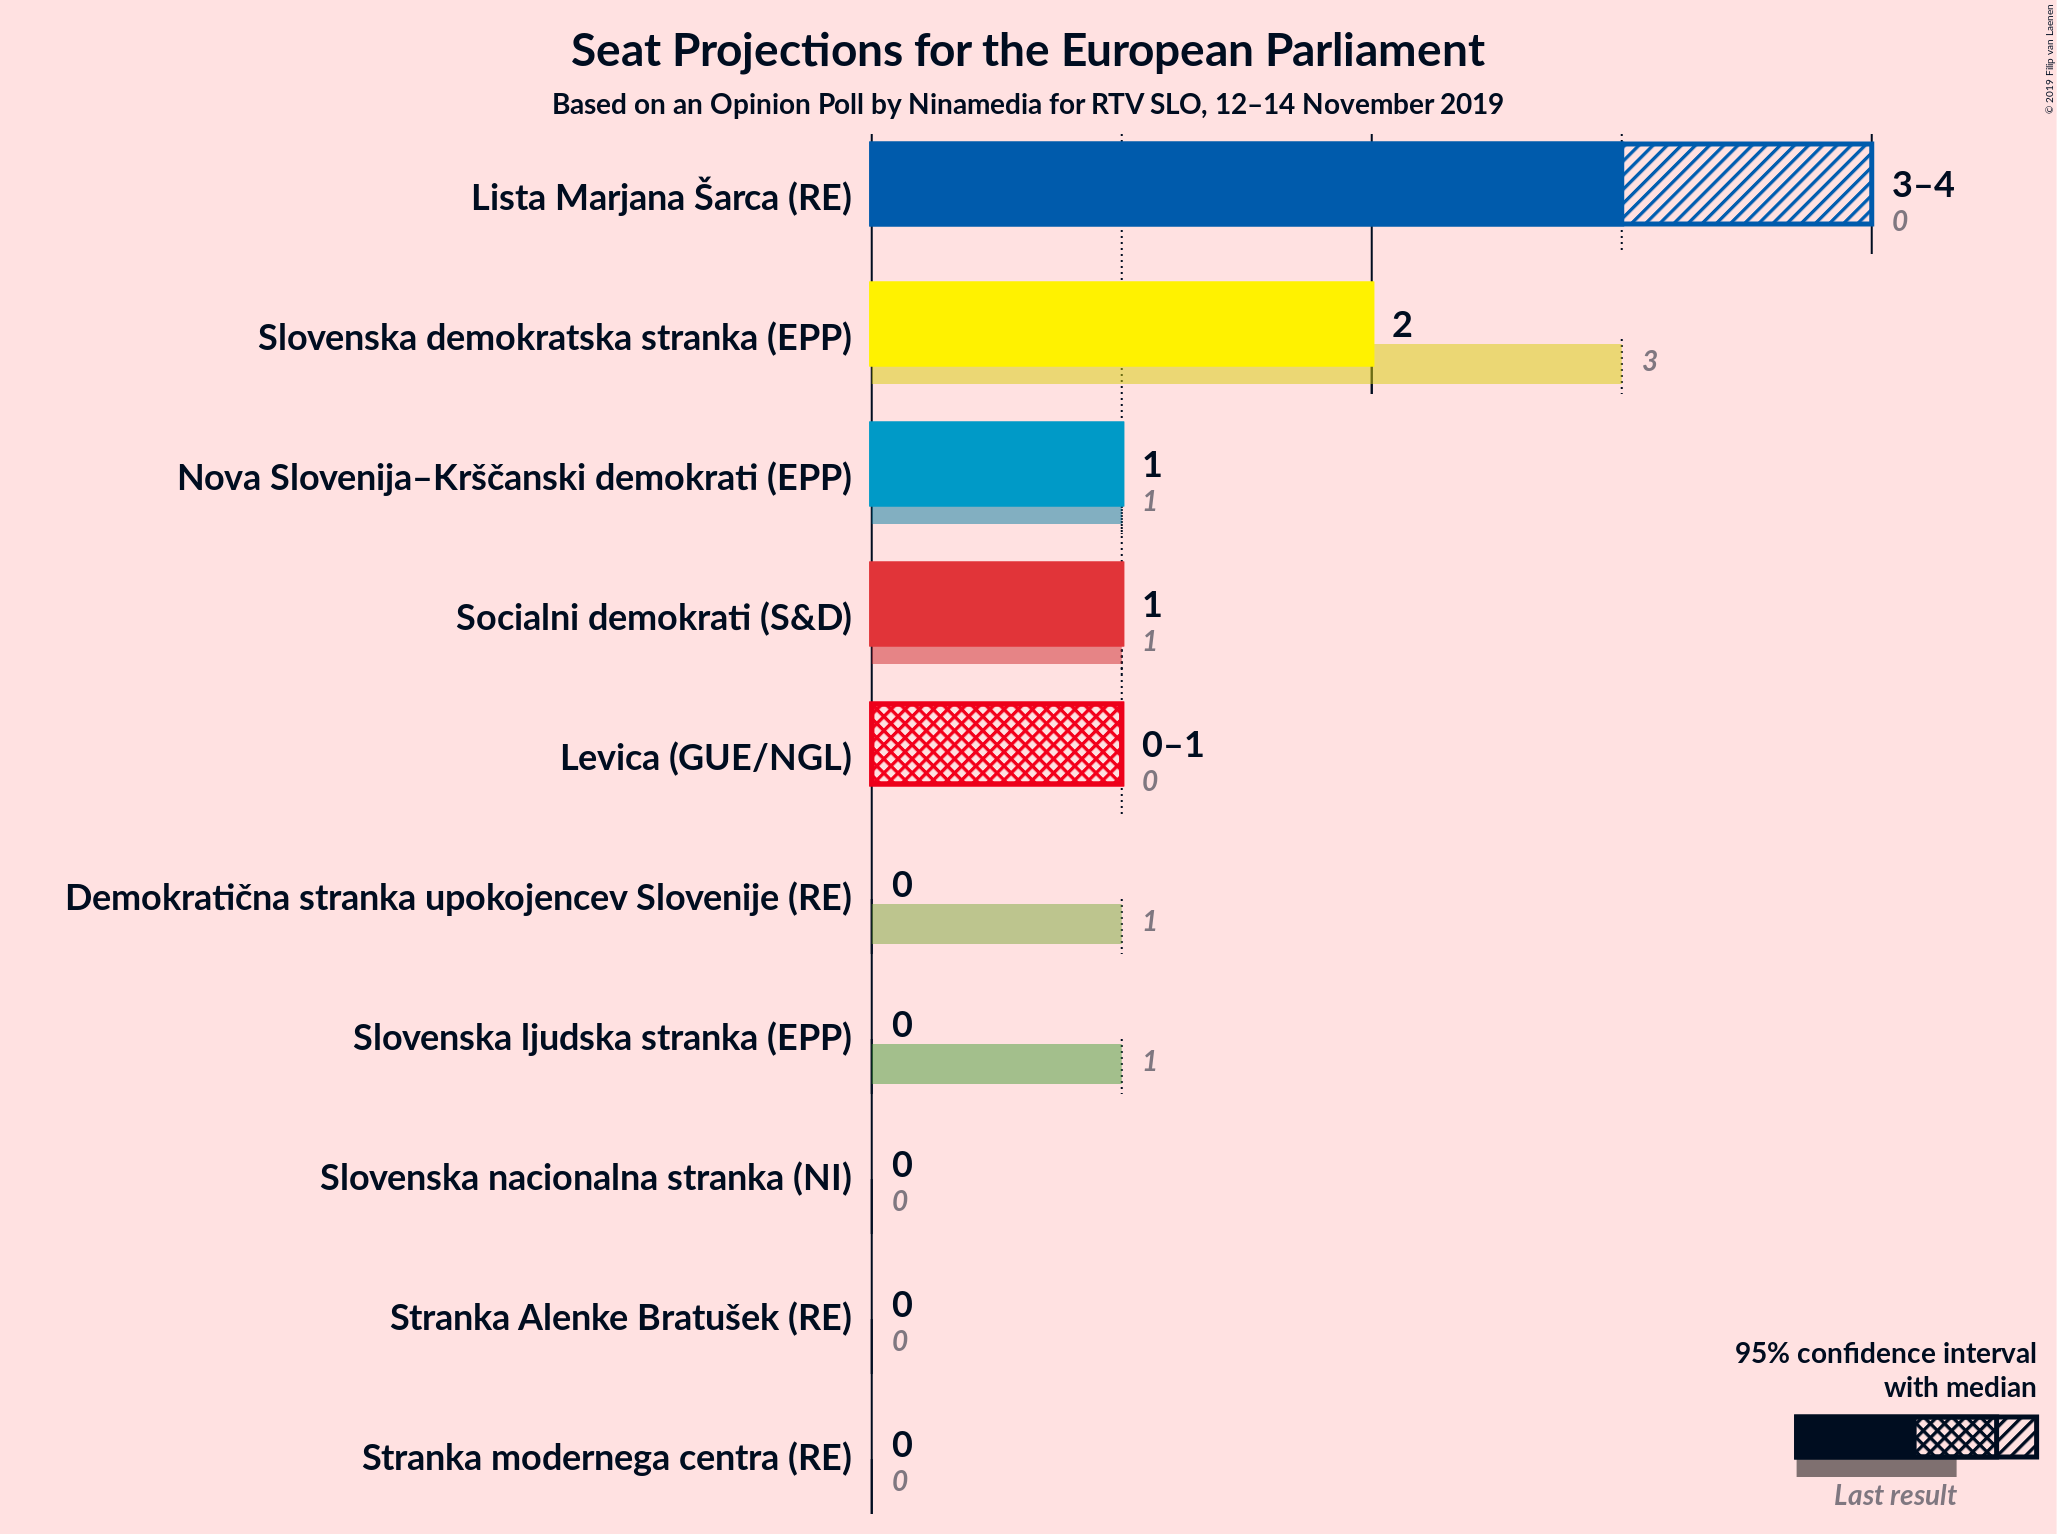 Seat Projections for the European Parliament
Based on an Opinion Poll by Ninamedia for RTV SLO, 12–14 November 2019
© 2019 Filip van Laenen
Lista Marjana Šarca (RE)
3–4
0
Slovenska demokratska stranka (EPP)
2
3
Nova Slovenija–Krščanski demokrati (EPP)
1
1
Socialni demokrati (S&D)
1
1
Levica (GUE/NGL)
0–1
0
Demokratična stranka upokojencev Slovenije (RE)
0
1
Slovenska ljudska stranka (EPP)
0
1
Slovenska nacionalna stranka (NI)
0
0
Stranka Alenke Bratušek (RE)
0
0
Stranka modernega centra (RE)
0
0
95% confidence interval
with median
Last result